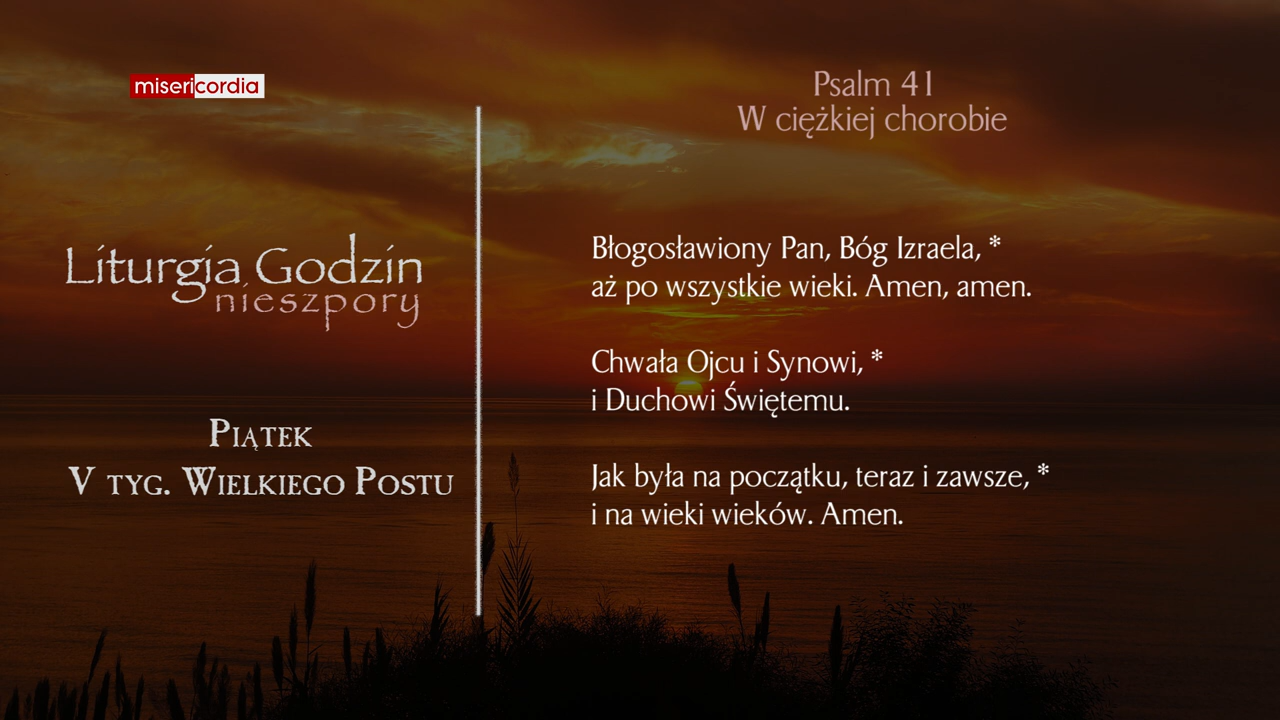 misericordia
Liturgia Godzin
nieszpory
Piątek
V tyg. Wielkiego Postu
Psalm 41
W ciężkiej chorobie
Błogosławiony Pan, Bóg Izraela, *
aż po wszystkie wieki. Amen, amen.
Chwała Ojcu i Synowi, *
i Duchowi Świętemu.
Jak była na początku, teraz i zawsze, *
i na wieki wieków. Amen.